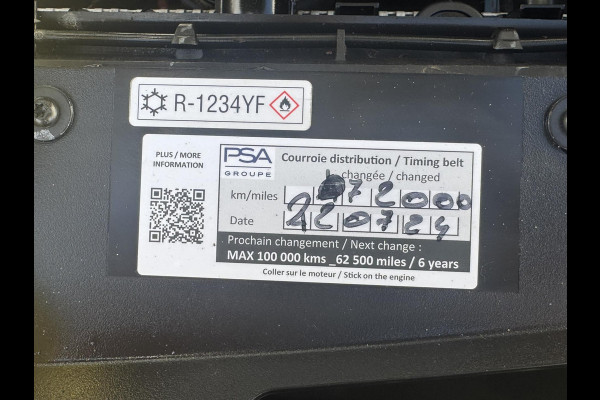 R-1234YF
PLUS / MORE
INFORMATION
PSA
GROUPE
Courroie distribution / Timing belt
changée / changed
km/miles 72000
Date 220724
Prochain changement / Next change :
MAX 100 000 kms _62 500 miles / 6 years
Coller sur le moteur / Stick on the engine